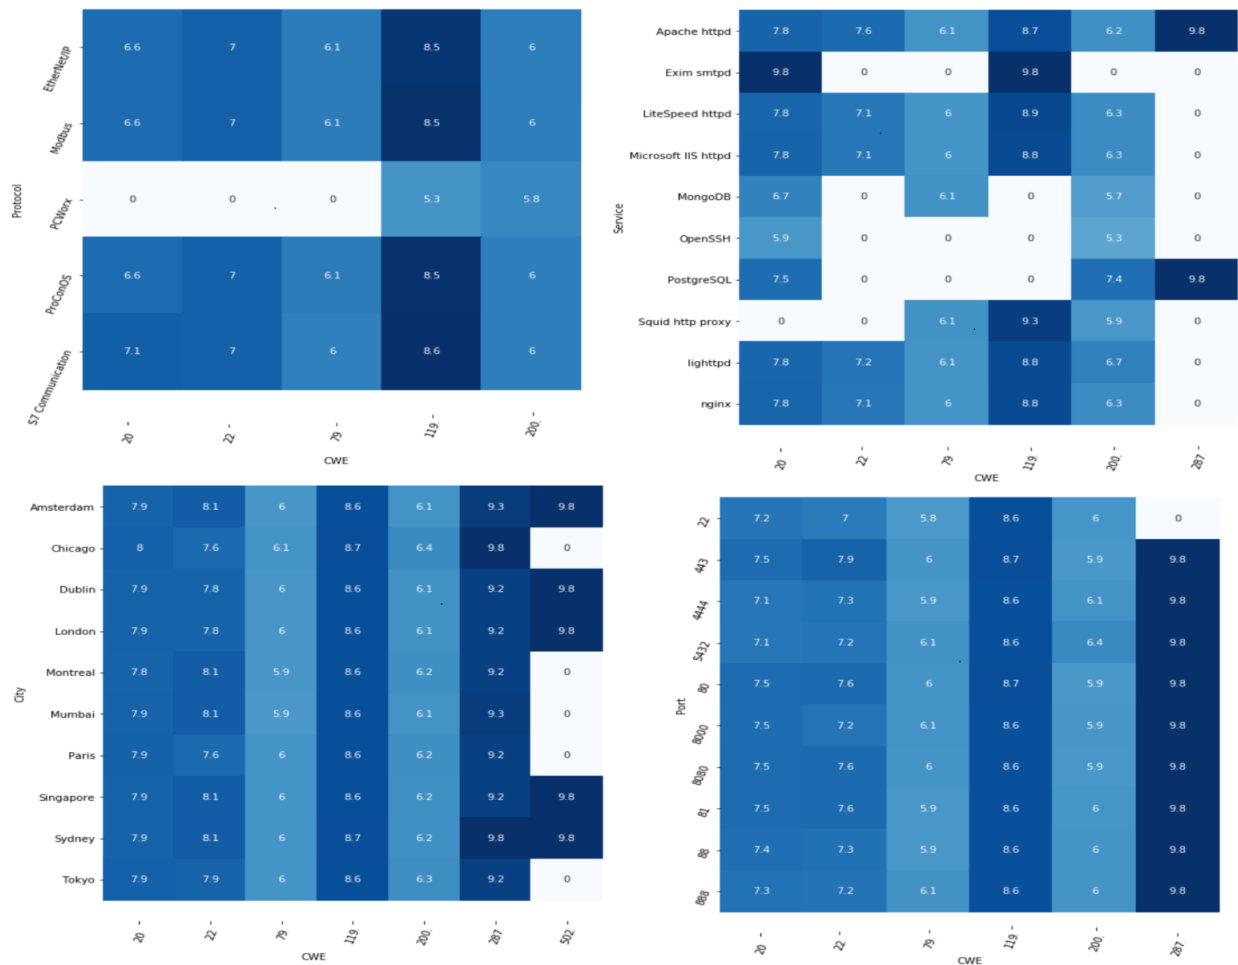 EtherNet/IP 6.6 7 6.1 8.5 6
Modbus 6.6 7 6.1 8.5 6
PCWorx 0 0 0 5.3 5.8
ProConOS 6.6 7 6.1 8.5 6
S7 Communication 7.1 7 6 8.6 6
Protocol
20 22 79 119. 200.
CWE
Apache httpd 7.8 7.6 6.1 8.7 6.2 9.8
Exim smtpd 9.8 0 0 9.8 0 0
LiteSpeed httpd 7.8 7.1 6 8.9 6.3 0
Microsoft IIS httpd 7.8 7.1 6 8.8 6.3 0
MongoDB 6.7 0 6.1 0 5.7 0
OpenSSH 5.9 0 0 0 5.3 0
PostgreSQL 7.5 0 0 0 7.4 9.8
Squid http proxy 0 0 6.1 9.3 5.9 0
lighttpd 7.8 7.2 6.1 8.8 6.7 0
nginx 7.8 7.1 6 8.8 6.3 0
Service
20 22. 79. 119. 200. 287.
CWE
Amsterdam 7.9 8.1 6 8.6 6.1 9.3 9.8
Chicago 8 7.6 6.1 8.7 6.4 9.8 0
Dublin 7.9 7.8 6 8.6 6.1 9.2 9.8
London 7.9 7.8 6 8.6 6.1 9.2 9.8
Montreal 7.8 8.1 5.9 8.6 6.2 9.2 0
Mumbai 7.9 8.1 5.9 8.6 6.1 9.3 0
Paris 7.9 7.6 6 8.6 6.2 9.2 0
Singapore 7.9 8.1 6 8.6 6.2 9.2 9.8
Sydney 7.9 8.1 6 8.7 6.2 9.8 9.8
Tokyo 7.9 7.9 6 8.6 6.3 9.2 0
City
20 22 79 119. 200. 287. 502.
CWE
22 7.2 7 5.8 8.6 6 0
443 7.5 7.9 6 8.7 5.9 9.8
4444 7.1 7.3 5.9 8.6 6.1 9.8
5432 7.1 7.2 6.1 8.6 6.4 9.8
80 7.5 7.6 6 8.7 5.9 9.8
8000 7.5 7.2 6.1 8.6 5.9 9.8
8080 7.5 7.6 6 8.6 5.9 9.8
81 7.5 7.6 5.9 8.6 6 9.8
88 7.4 7.3 5.9 8.6 6 9.8
888 7.3 7.2 6.1 8.6 6 9.8
Port
20 22. 79. 119. 200. 287.
CWE